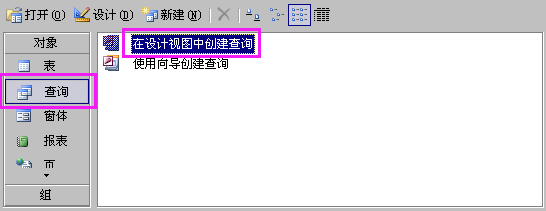 打开(O) 设计(D) 新建(N)
对象
表
查询
窗体
报表
页
组
在设计视图中创建查询
使用向导创建查询